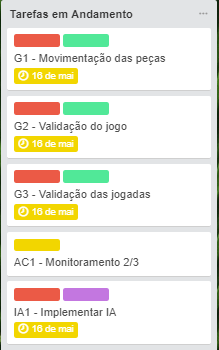 Tarefas em Andamento
G1 - Movimentação das peças
16 de mai
G2 - Validação do jogo
16 de mai
G3 - Validação das jogadas
16 de mai
AC1 - Monitoramento 2/3
IA1 - Implementar IA
16 de mai